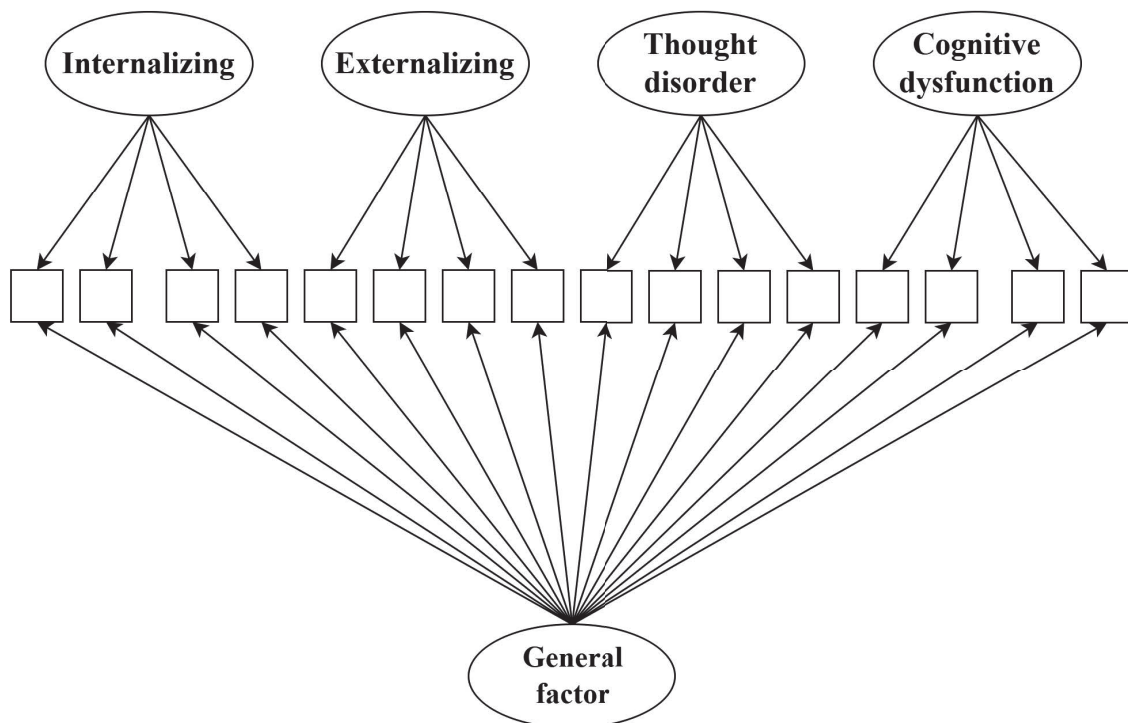 Internalizing
Externalizing
Thought
disorder
Cognitive
dysfunction
General
factor